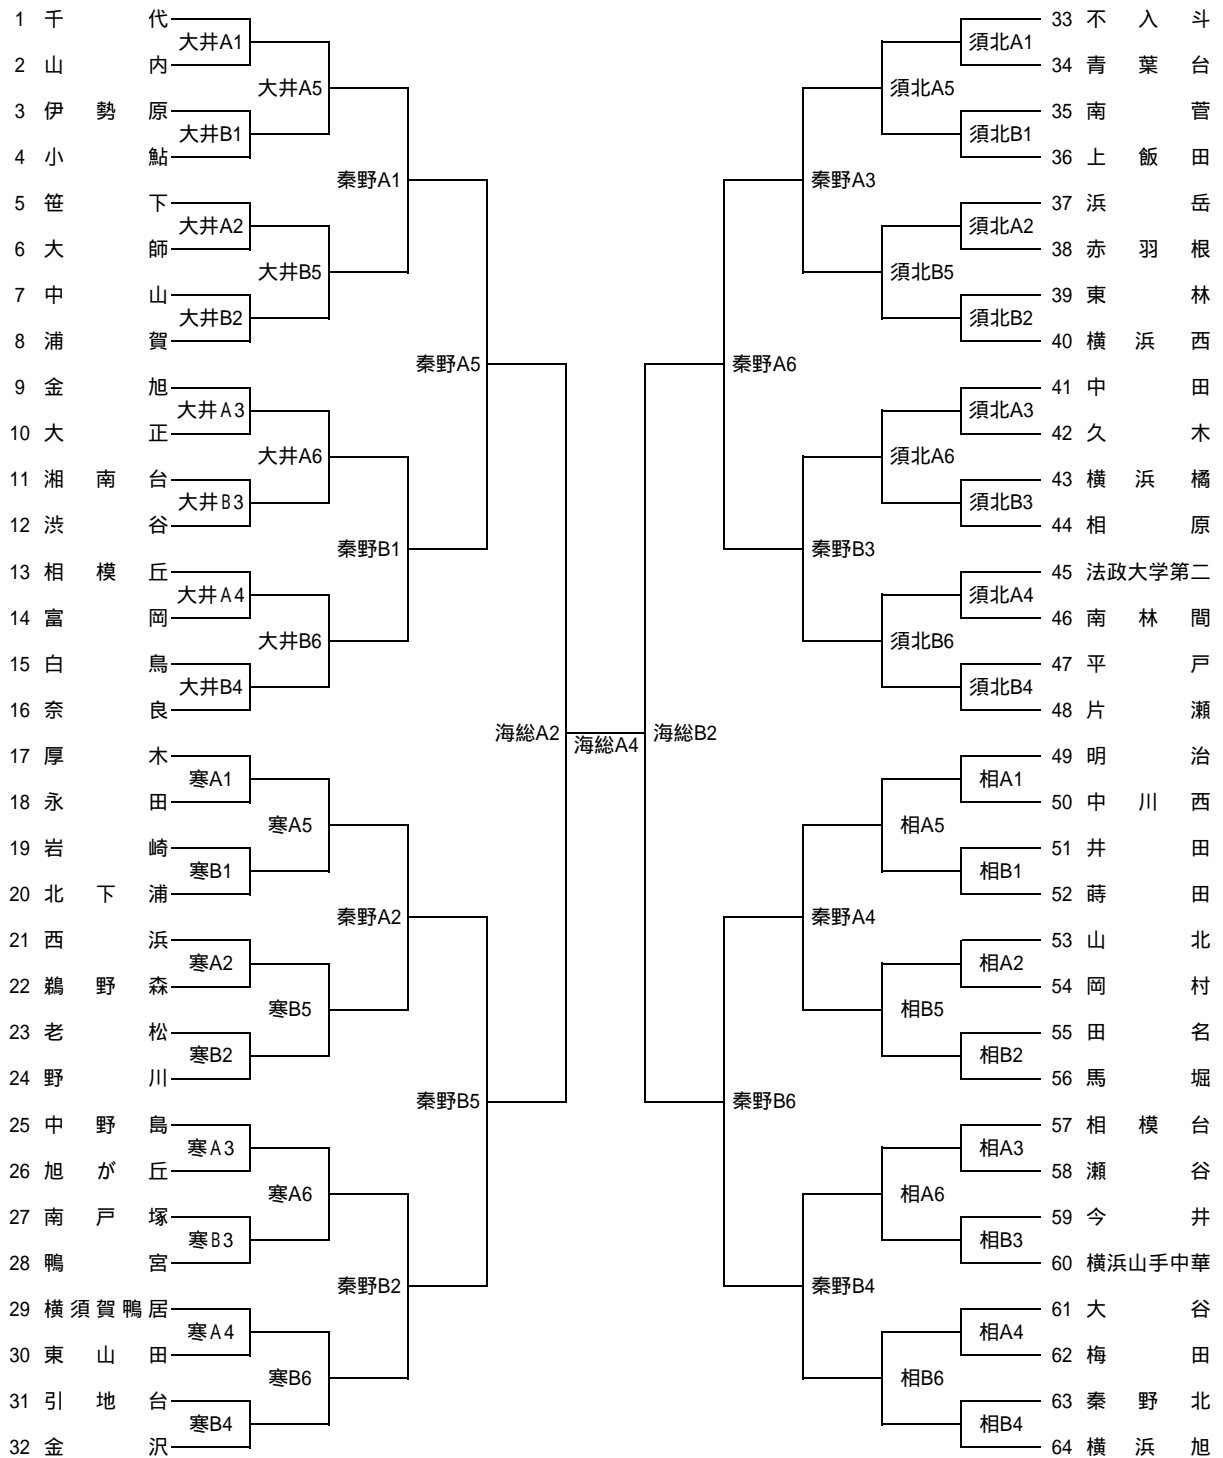 1 千代
2 山内
3 伊勢原
4 小鮎
5 笹下
6 大師
7 中山
8 浦賀
9 金旭
10 大正
11 湘南台
12 渋谷
13 相模丘
14 富岡
15 白鳥
16 奈良
17 厚木
18 永田
19 岩崎
20 北下浦
21 西浜
22 鵜野森
23 老松
24 野川
25 中野島
26 旭が丘
27 南戸塚
28 鴨宮
29 横須賀鴨居
30 東山田
31 引地台
32 金沢
大井A1
大井B1
大井A2
大井B2
大井A3
大井B3
大井A4
大井B4
寒A1
寒B1
寒A2
寒B2
寒A3
寒B3
寒A4
寒B4
大井A5
大井B5
大井A6
大井B6
寒A5
寒B5
寒A6
寒B6
秦野A1
秦野B1
秦野A2
秦野B2
秦野A5
秦野B5
海総A2
海総A4
海総B2
秦野A6
秦野B6
秦野A3
秦野B3
秦野A4
秦野B4
須北A5
須北B5
須北A6
須北B6
相A5
相B5
相A6
相B6
須北A1
須北B1
須北A2
須北B2
須北A3
須北B3
須北A4
須北B4
相A1
相B1
相A2
相B2
相A3
相B3
相A4
相B4
33 不入斗
34 青葉台
35 南菅
36 上飯田
37 浜岳
38 赤羽根
39 東林
40 横浜西
41 中田
42 久木
43 横浜橘
44 相原
45 法政大学第二
46 南林間
47 平戸
48 片瀬
49 明治
50 中川西
51 井田
52 蒔田
53 山北
54 岡村
55 田名
56 馬堀
57 相模台
58 瀬谷
59 今井
60 横浜山手中華
61 大谷
62 梅田
63 秦野北
64 横浜旭